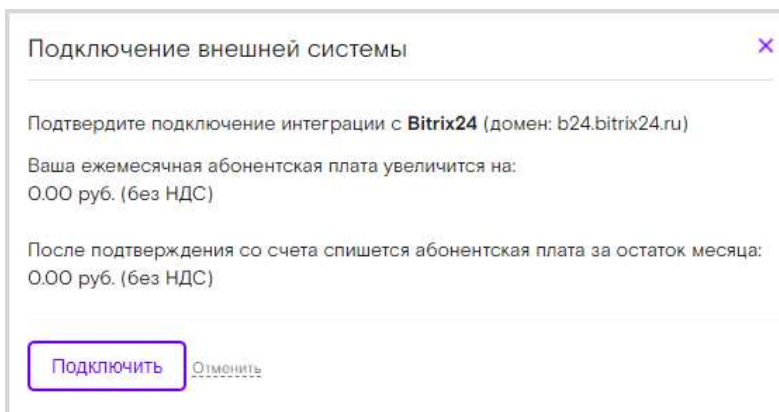 Подключение внешней системы
Подтвердите подключение интеграции с Bitrix24 (домен: b24.bitrix24.ru)
Ваша ежемесячная абонентская плата увеличится на:
0.00 руб. (без НДС)
После подтверждения со счета спишется абонентская плата за остаток месяца:
0.00 руб. (без НДС)
Подключить Отменить